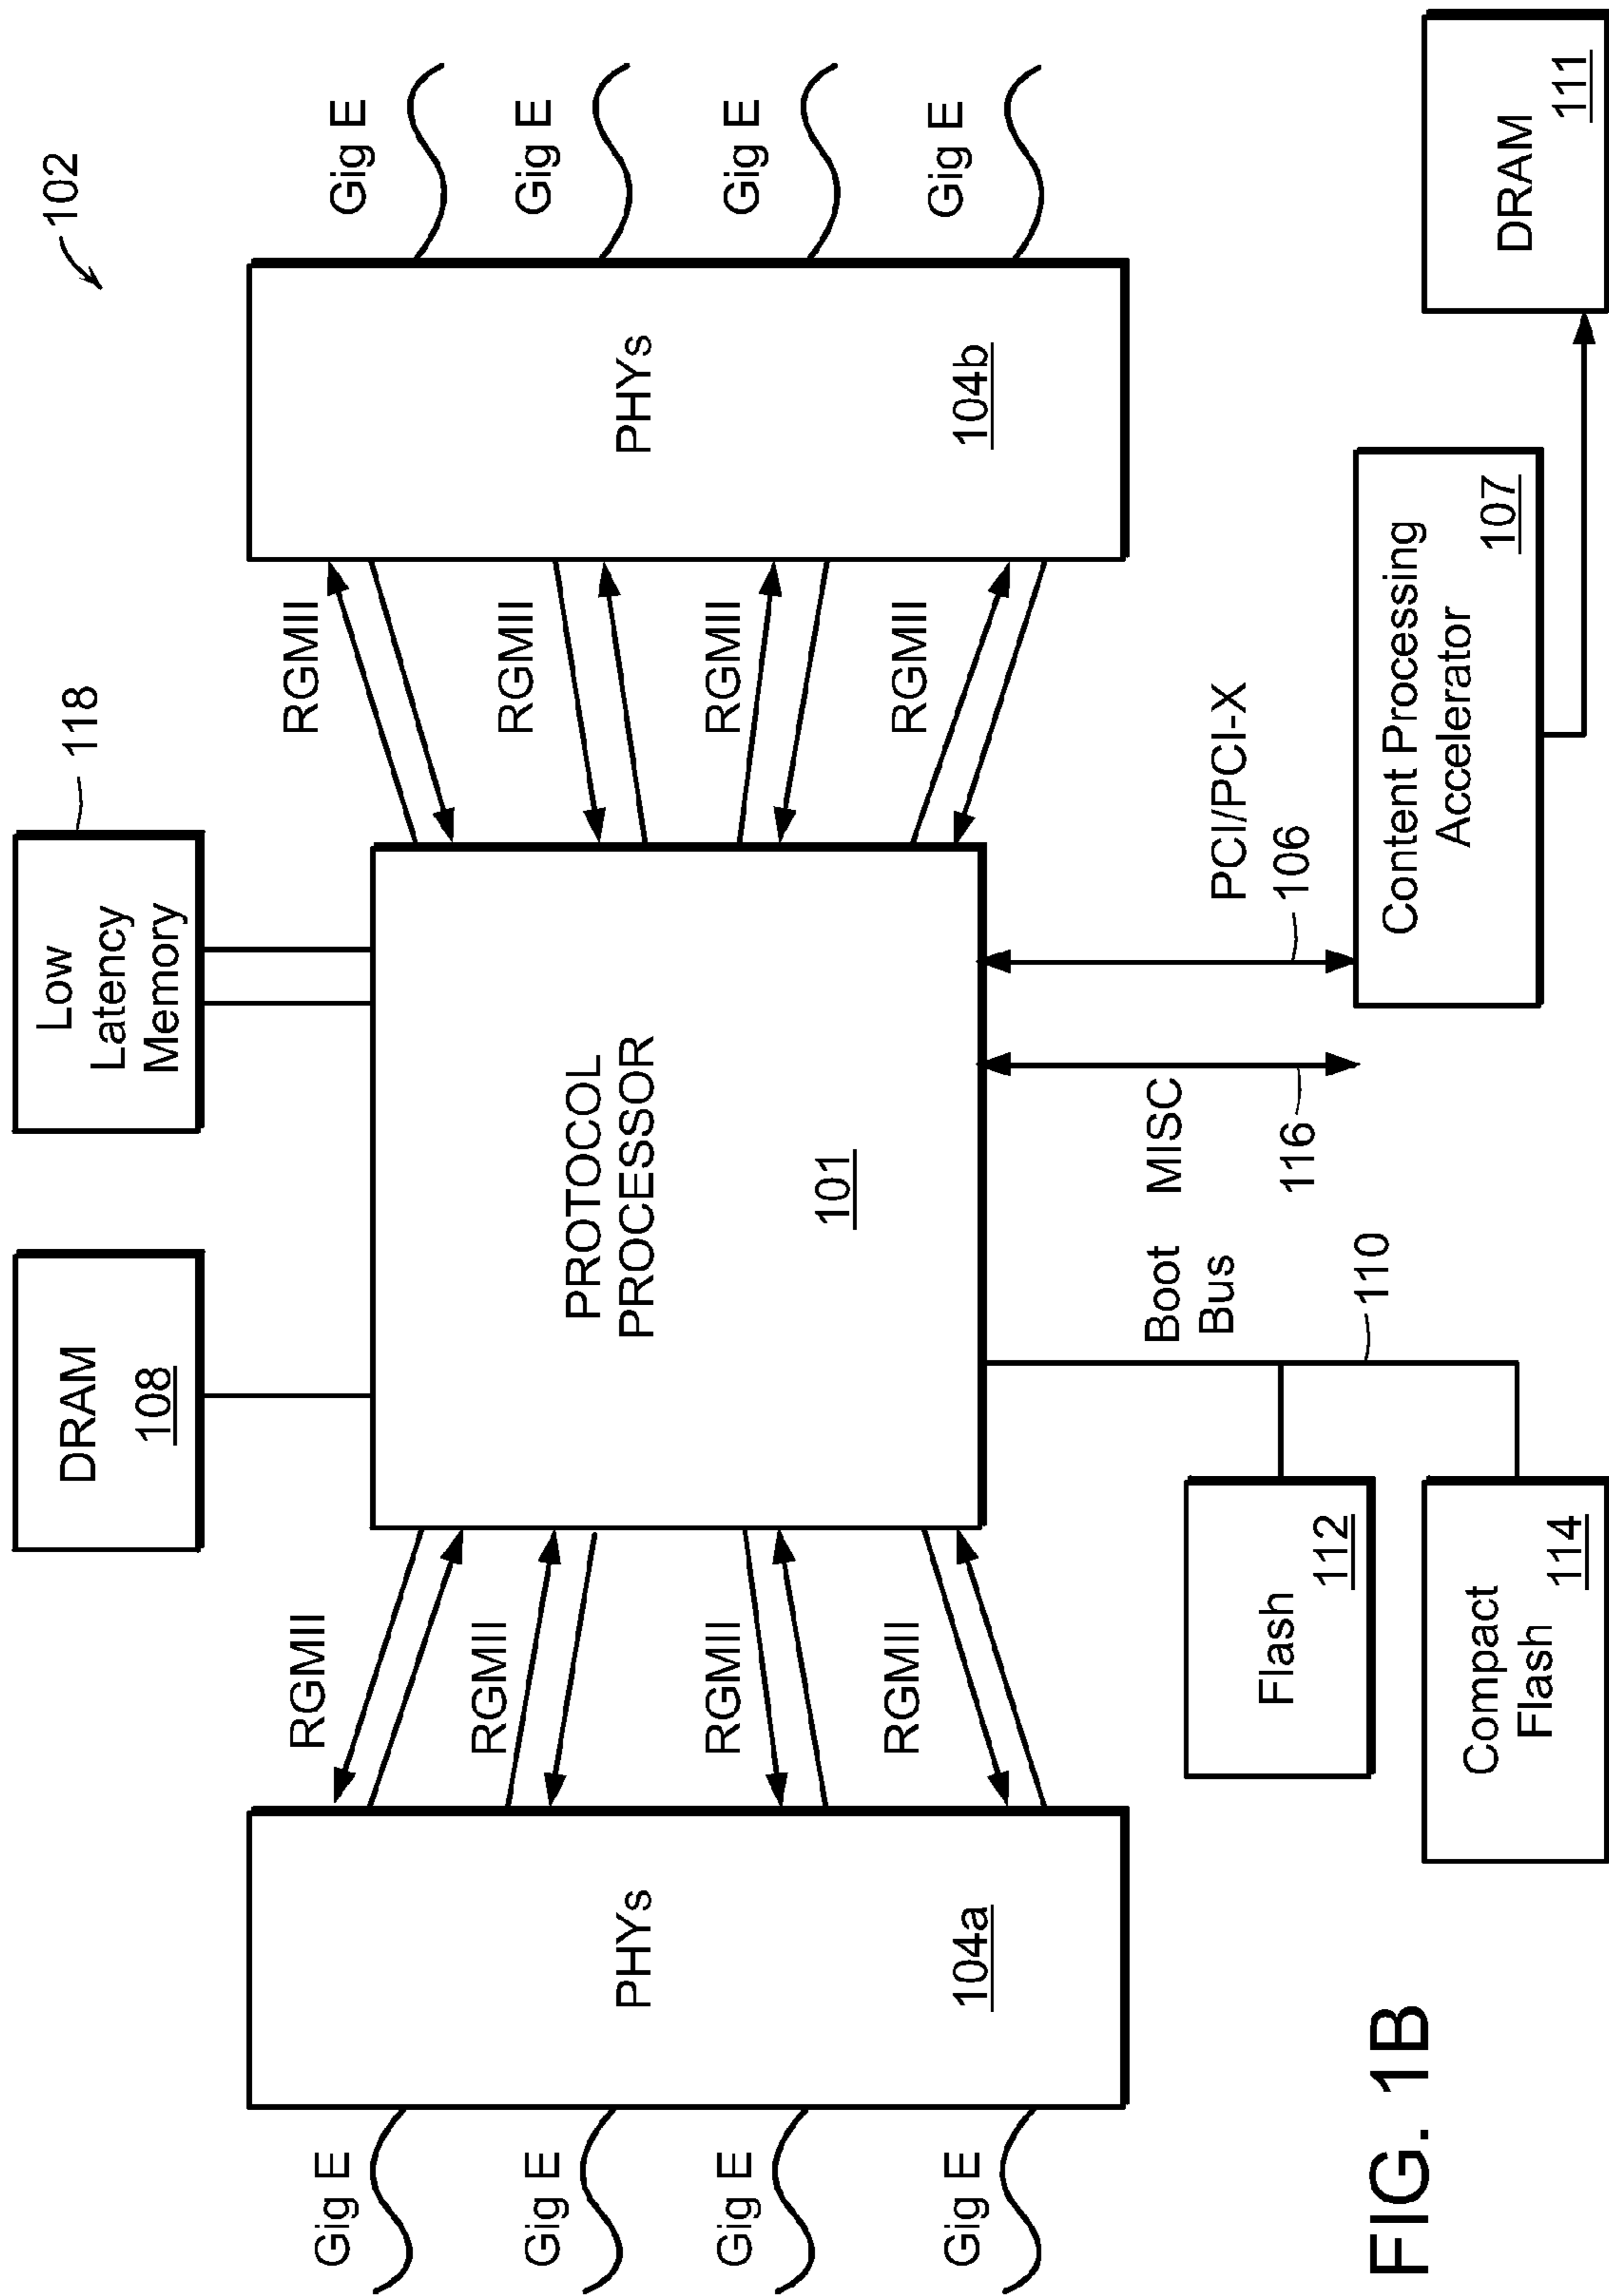 102
DRAM
108
Low
Latency
Memory
118
Gig E
Gig E
Gig E
Gig E
PHYs
104a
RGMII
RGMII
RGMII
RGMII
PROTOCOL
PROCESSOR
101
RGMII
RGMII
RGMII
RGMII
PHYs
104b
Gig E
Gig E
Gig E
Gig E
Boot
Bus
110
MISC
116
PCI/PCI-X
106
Flash
112
Compact
Flash
114
Content Processing
Accelerator
107
DRAM
111
FIG. 1B